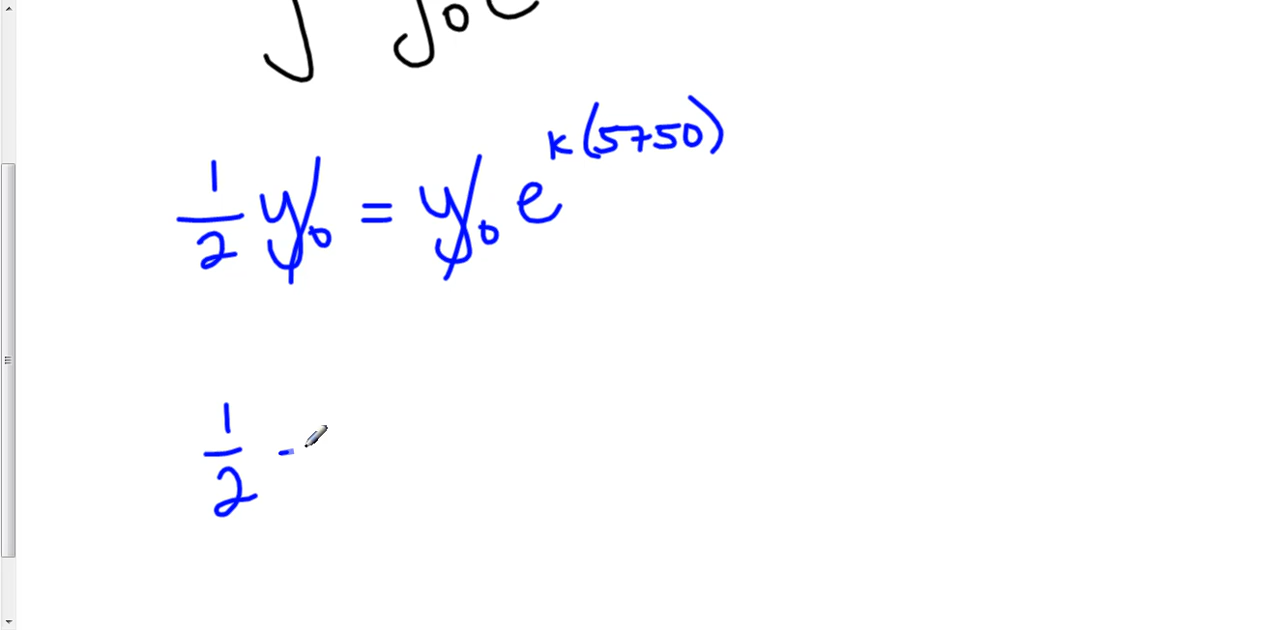 1/2 y₀ = y₀ e^k(5750)
1/2 -